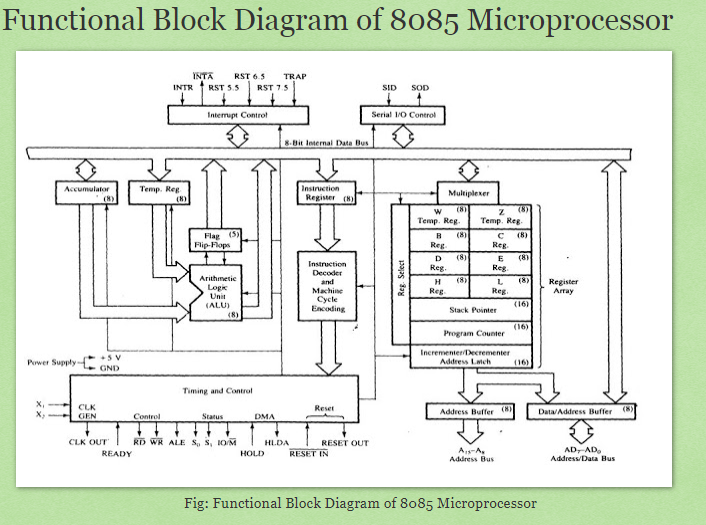 Functional Block Diagram of 8085 Microprocessor
INTA RST 6.5 TRAP
INTR RST 5.5 RST 7.5
SID SOD
Interrupt Control
Serial I/O Control
8-Bit Internal Data Bus
Accumulator
(8)
Temp. Reg.
(8)
Instruction
Register (8)
Multiplexer
Flag (5)
Flip-Flops
Arithmetic
Logic
Unit
(ALU)
(8)
Instruction
Decoder
and
Machine
Cycle
Encoding
Reg. Select
W (8)
Temp. Reg.
Z (8)
Temp. Reg.
B (8)
Reg.
C (8)
Reg.
D (8)
Reg.
E (8)
Reg.
H (8)
Reg.
L (8)
Reg.
Stack Pointer (16)
Program Counter (16)
Incrementer/Decrementer
Address Latch (16)
Register
Array
Power Supply
+5 V
GND
Timing and Control
X₁
X₂
CLK
GEN
Control
Status
DMA
Reset
CLK OUT
READY
RD WR ALE S₀ S₁ IO/M
HOLD
HLDA
RESET IN
RESET OUT
Address Buffer (8)
Data/Address Buffer (8)
A₁₅-A₈
Address Bus
AD₇-AD₀
Address/Data Bus
Fig: Functional Block Diagram of 8085 Microprocessor